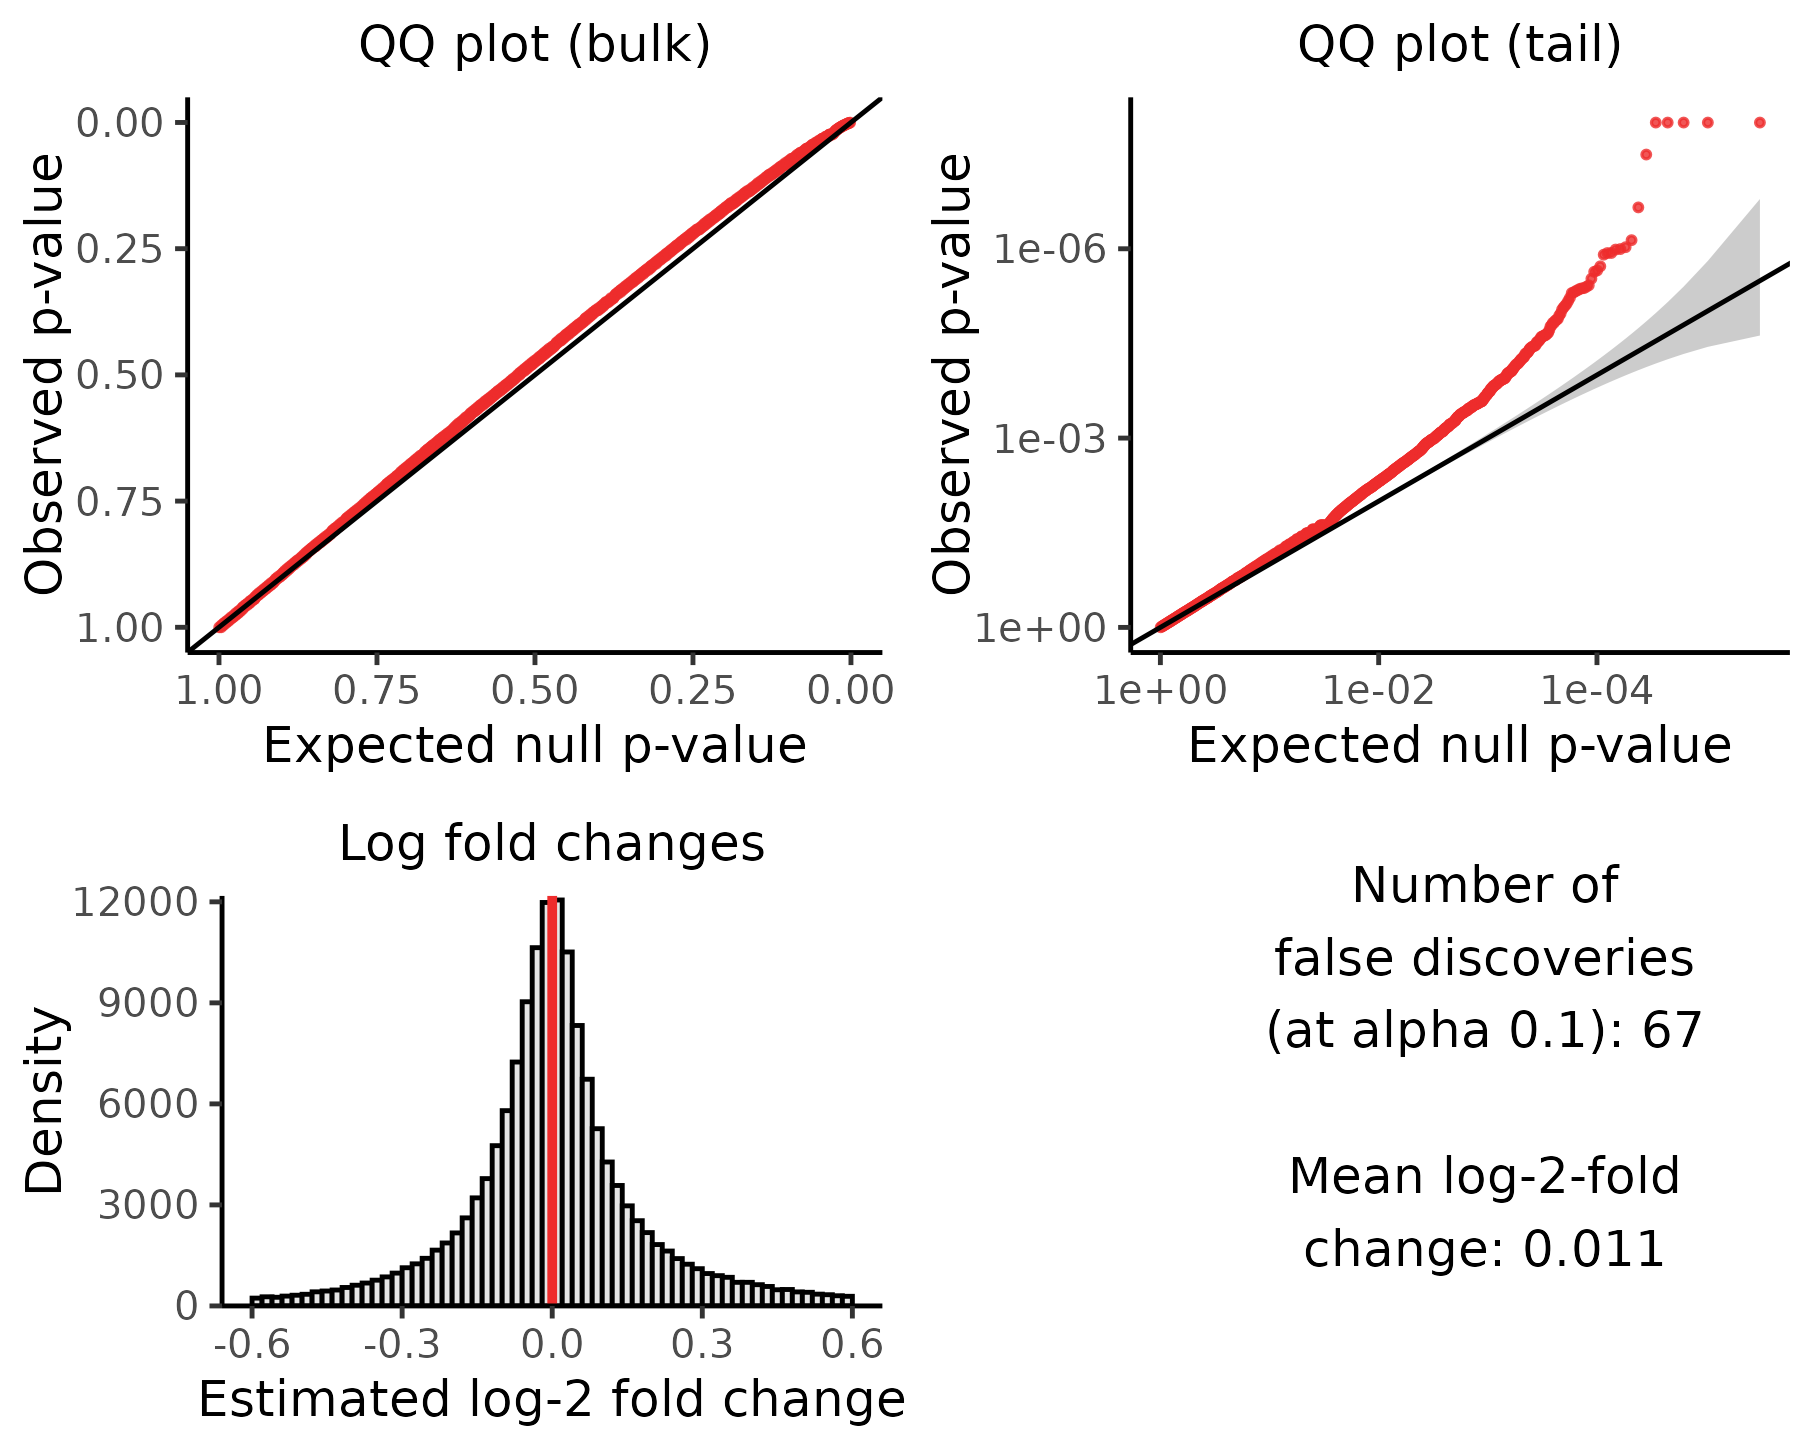 QQ plot (bulk)
Observed p-value
0.00
0.25
0.50
0.75
1.00
1.00 0.75 0.50 0.25 0.00
Expected null p-value
QQ plot (tail)
Observed p-value
1e-06
1e-03
1e+00
1e+00 1e-02 1e-04
Expected null p-value
Log fold changes
Density
12000
9000
6000
3000
0
-0.6 -0.3 0.0 0.3 0.6
Estimated log-2 fold change
Number of
false discoveries
(at alpha 0.1): 67
Mean log-2-fold
change: 0.011